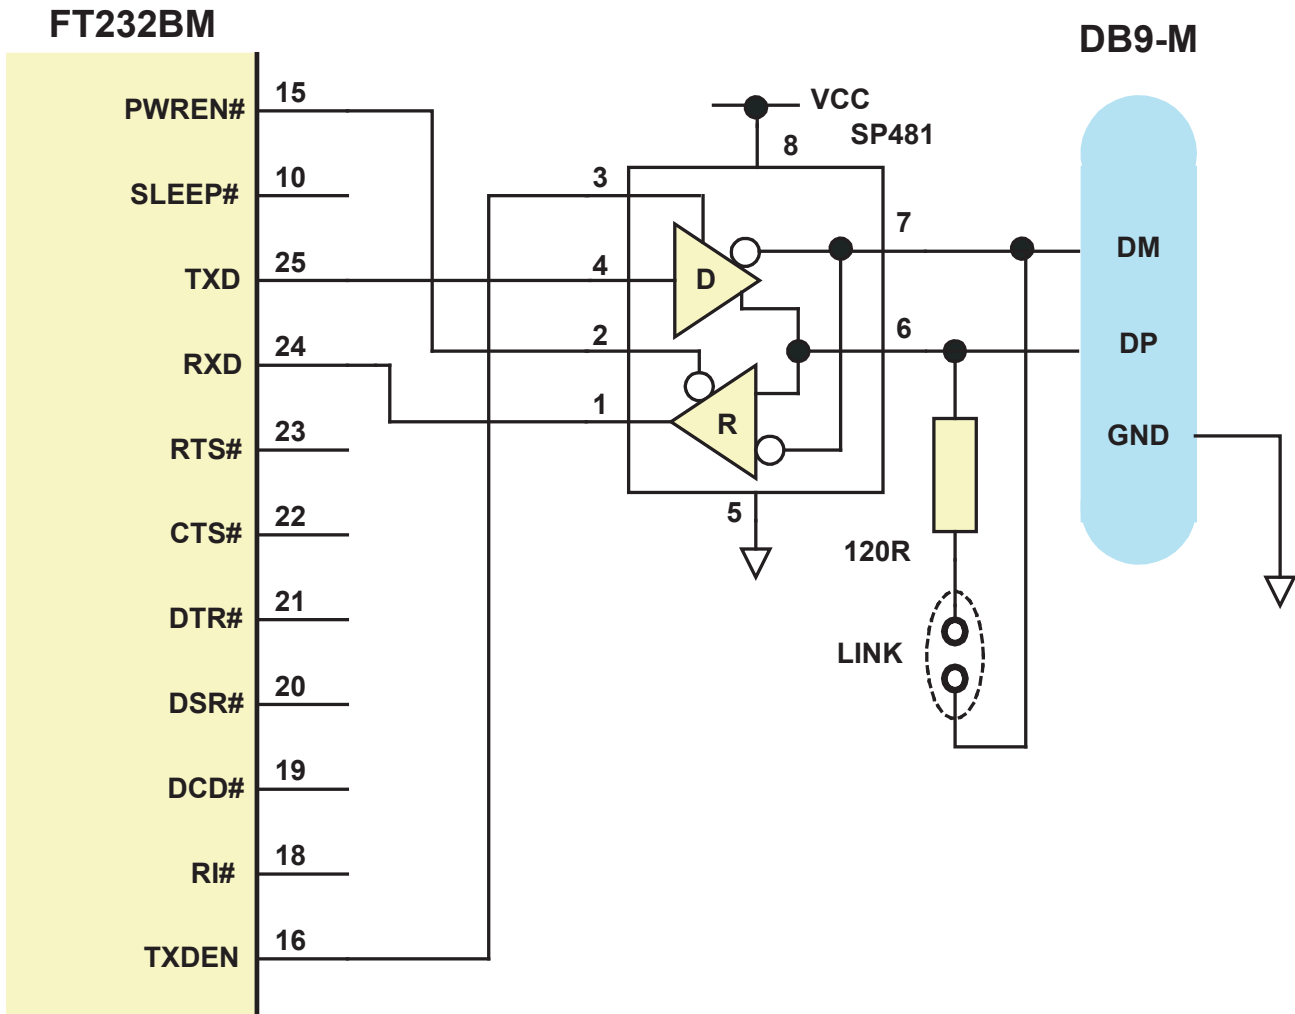 FT232BM
DB9-M
PWREN#
15
SLEEP#
10
TXD
25
RXD
24
RTS#
23
CTS#
22
DTR#
21
DSR#
20
DCD#
19
RI#
18
TXDEN
16
VCC
SP481
8
3
4
2
1
D
R
7
6
5
120R
LINK
DM
DP
GND